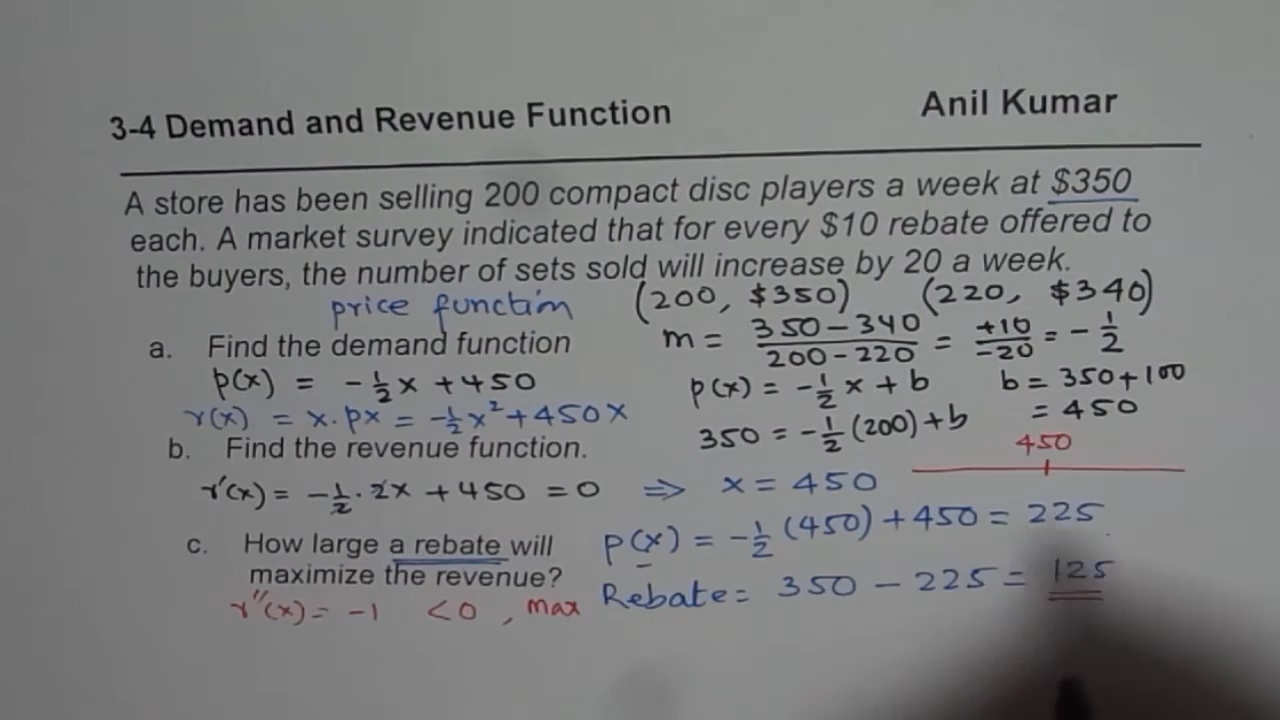 3-4 Demand and Revenue Function Anil Kumar
A store has been selling 200 compact disc players a week at $350
each. A market survey indicated that for every $10 rebate offered to
the buyers, the number of sets sold will increase by 20 a week.
price function (200, $350) (220, $340)
a. Find the demand function m = 350-340 / 200-220 = +10 / -20 = -1/2
p(x) = -1/2 x + 450 p(x) = -1/2 x + b b = 350+100
r(x) = x. px = -1/2 x² + 450x 350 = -1/2 (200) + b = 450
b. Find the revenue function. 450
r'(x) = -1/2 . 2x + 450 = 0 ⇒ x = 450
c. How large a rebate will p(x) = -1/2 (450) + 450 = 225
maximize the revenue?
r''(x) = -1 < 0 , max Rebate = 350 - 225 = 125